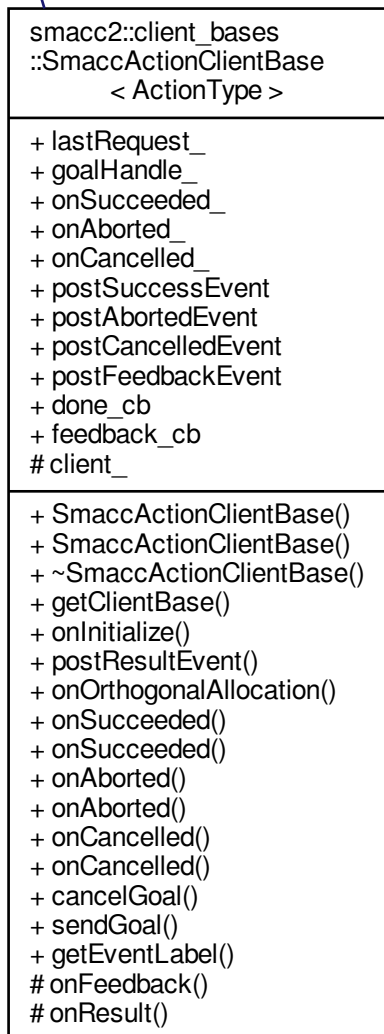 smacc2::client_bases
::SmaccActionClientBase
< ActionType >
+ lastRequest_
+ goalHandle_
+ onSucceeded_
+ onAborted_
+ onCancelled_
+ postSuccessEvent
+ postAbortedEvent
+ postCancelledEvent
+ postFeedbackEvent
+ done_cb
+ feedback_cb
# client_
+ SmaccActionClientBase()
+ SmaccActionClientBase()
+ ~SmaccActionClientBase()
+ getClientBase()
+ onInitialize()
+ postResultEvent()
+ onOrthogonalAllocation()
+ onSucceeded()
+ onSucceeded()
+ onAborted()
+ onAborted()
+ onCancelled()
+ onCancelled()
+ cancelGoal()
+ sendGoal()
+ getEventLabel()
# onFeedback()
# onResult()